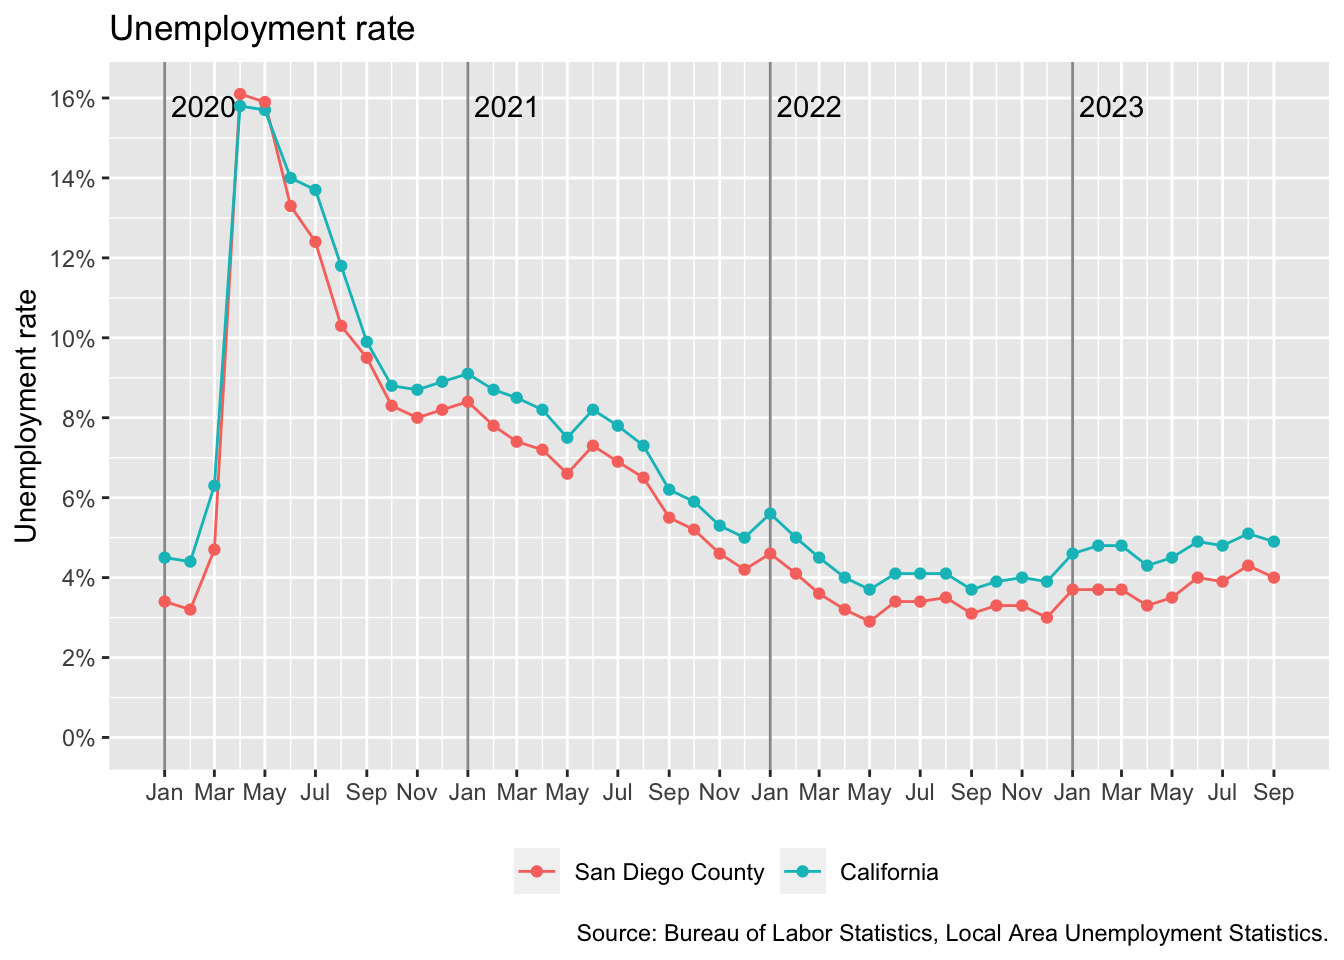 Unemployment rate
2020 2021 2022 2023
16%
14%
12%
10%
8%
6%
4%
2%
0%
Unemployment rate
Jan Mar May Jul Sep Nov Jan Mar May Jul Sep Nov Jan Mar May Jul Sep Nov Jan Mar May Jul Sep
San Diego County California
Source: Bureau of Labor Statistics, Local Area Unemployment Statistics.